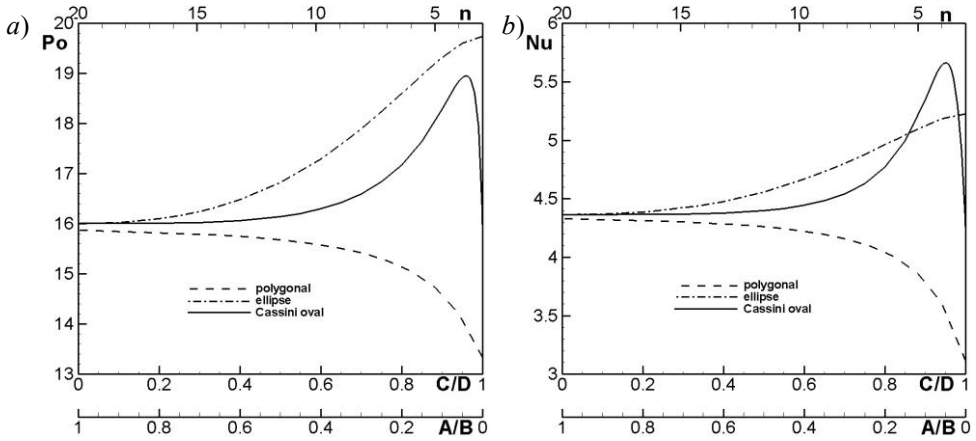 a)
20 15 10 5 n
Po
20
19
18
17
16
15
14
13
polygonal
ellipse
Cassini oval
0 0.2 0.4 0.6 0.8 1
C/D
1 0.8 0.6 0.4 0.2 0
A/B
b)
20 15 10 5 n
Nu
6
5.5
5
4.5
4
3.5
3
polygonal
ellipse
Cassini oval
0 0.2 0.4 0.6 0.8 1
C/D
1 0.8 0.6 0.4 0.2 0
A/B